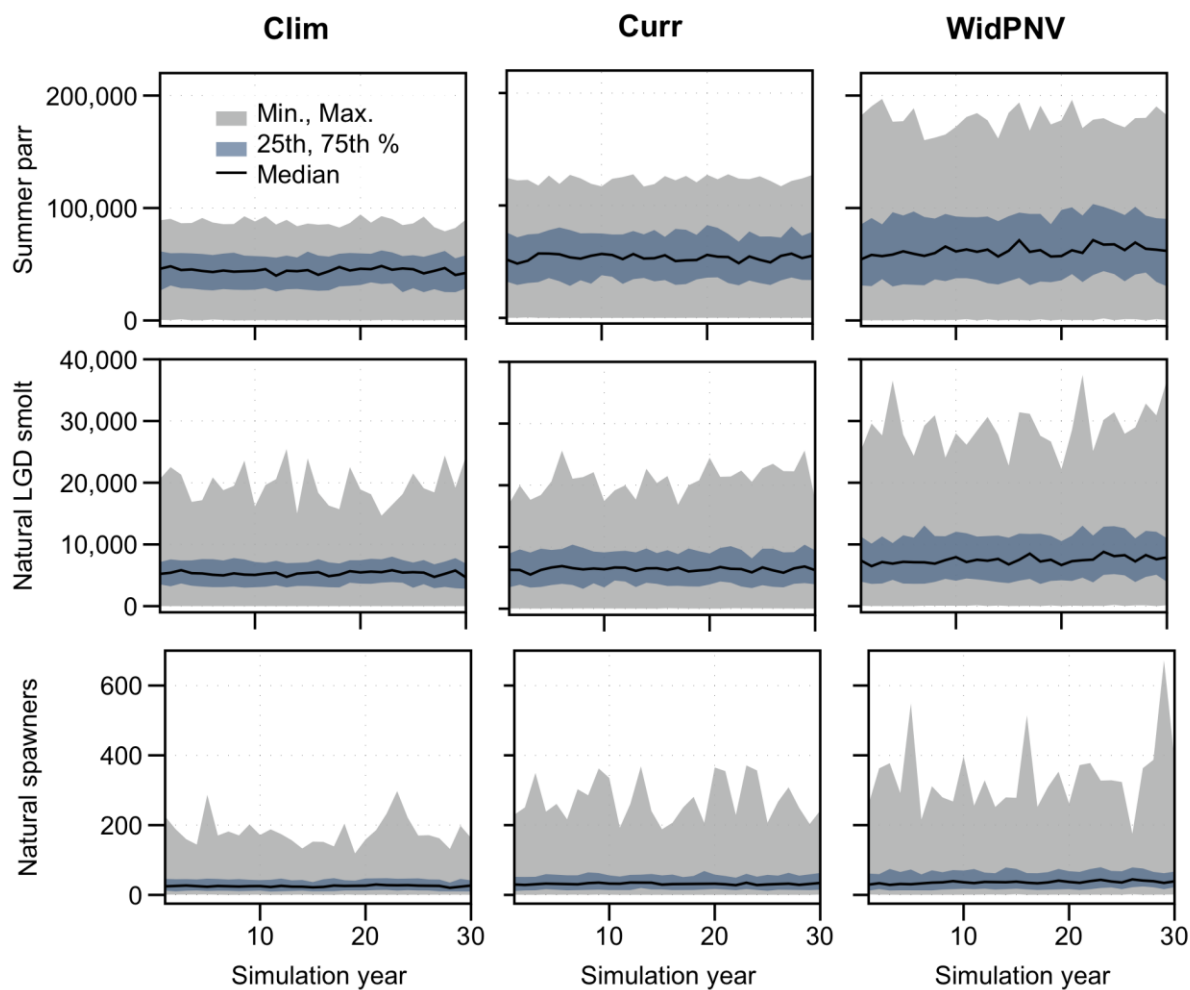 Clim Curr WidPNV
Summer parr
200,000
100,000
0
Min., Max.
25th, 75th %
Median
Natural LGD smolt
40,000
30,000
20,000
10,000
0
Natural spawners
600
400
200
0
10 20 30 10 20 30 10 20 30
Simulation year Simulation year Simulation year